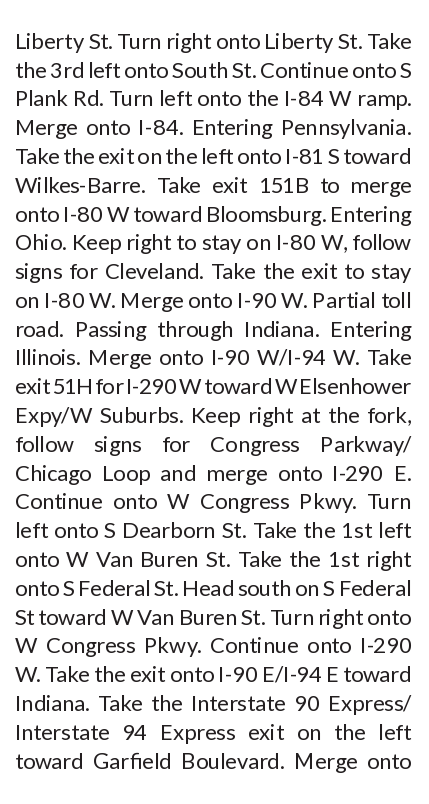 Liberty St. Turn right onto Liberty St. Take
the 3rd left onto South St. Continue onto S
Plank Rd. Turn left onto the I-84 W ramp.
Merge onto I-84. Entering Pennsylvania.
Take the exit on the left onto I-81 S toward
Wilkes-Barre. Take exit 151B to merge
onto I-80 W toward Bloomsburg. Entering
Ohio. Keep right to stay on I-80 W, follow
signs for Cleveland. Take the exit to stay
on I-80 W. Merge onto I-90 W. Partial toll
road. Passing through Indiana. Entering
Illinois. Merge onto I-90 W/I-94 W. Take
exit 51H for I-290 W toward W EIsenhower
Expy/W Suburbs. Keep right at the fork,
follow signs for Congress Parkway/
Chicago Loop and merge onto I-290 E.
Continue onto W Congress Pkwy. Turn
left onto S Dearborn St. Take the 1st left
onto W Van Buren St. Take the 1st right
onto S Federal St. Head south on S Federal
St toward W Van Buren St. Turn right onto
W Congress Pkwy. Continue onto I-290
W. Take the exit onto I-90 E/I-94 E toward
Indiana. Take the Interstate 90 Express/
Interstate 94 Express exit on the left
toward Garfield Boulevard. Merge onto